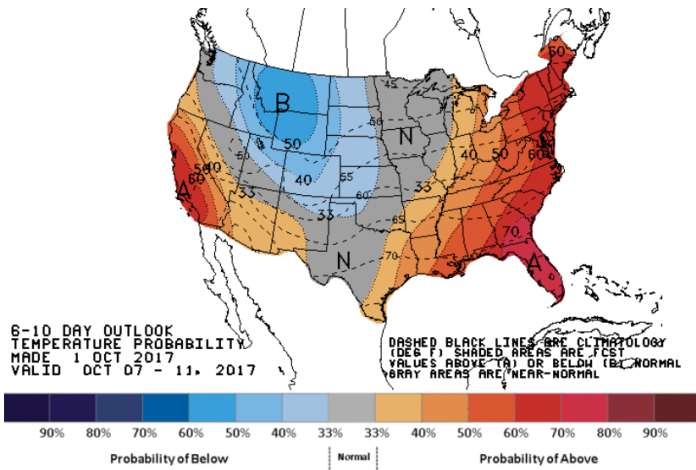 60
B
45
50
N
50
60
50
40
50
60
A
60
50
40
33
40
55
60
33
33
65
70
N
70
A
6-10 DAY OUTLOOK
TEMPERATURE PROBABILITY
MADE 1 OCT 2017
VALID OCT 07 - 11, 2017
DASHED BLACK LINES ARE CLIMATOLOGY
(DEG F) SHADED AREAS ARE FCST
VALUES ABOVE (A) OR BELOW (B) NORMAL
GRAY AREAS ARE NEAR-NORMAL
90% 80% 70% 60% 50% 40% 33% 33% 40% 50% 60% 70% 80% 90%
Probability of Below Normal Probability of Above